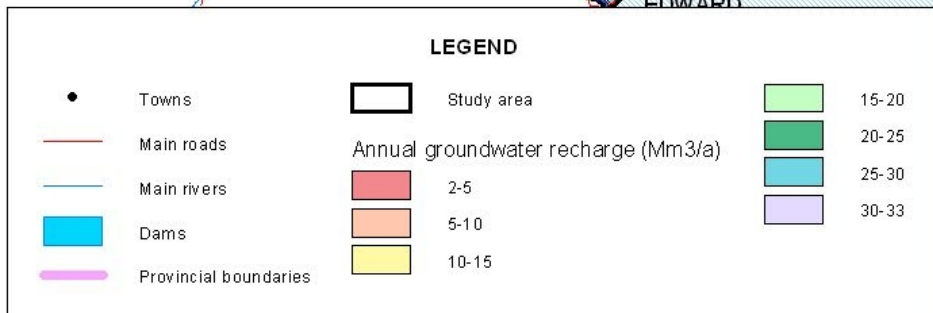 EDWARD
LEGEND
Towns
Main roads
Main rivers
Dams
Provincial boundaries
Study area
Annual groundwater recharge (Mm3/a)
2-5
5-10
10-15
15-20
20-25
25-30
30-33